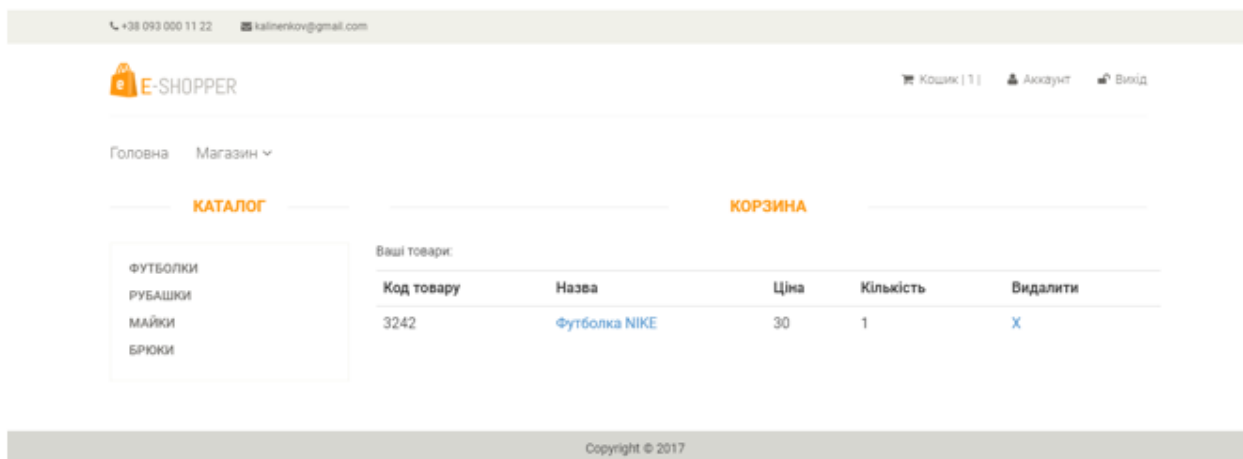 +38 093 000 11 22 kalinenkov@gmail.com
E-SHOPPER
Кошик | 1 | Аккаунт Вихід
Головна Магазин
КАТАЛОГ
ФУТБОЛКИ
РУБАШКИ
МАЙКИ
БРЮКИ
КОРЗИНА
Ваші товари:
Код товару Назва Ціна Кількість Видалити
3242 Футболка NIKE 30 1 X
Copyright © 2017